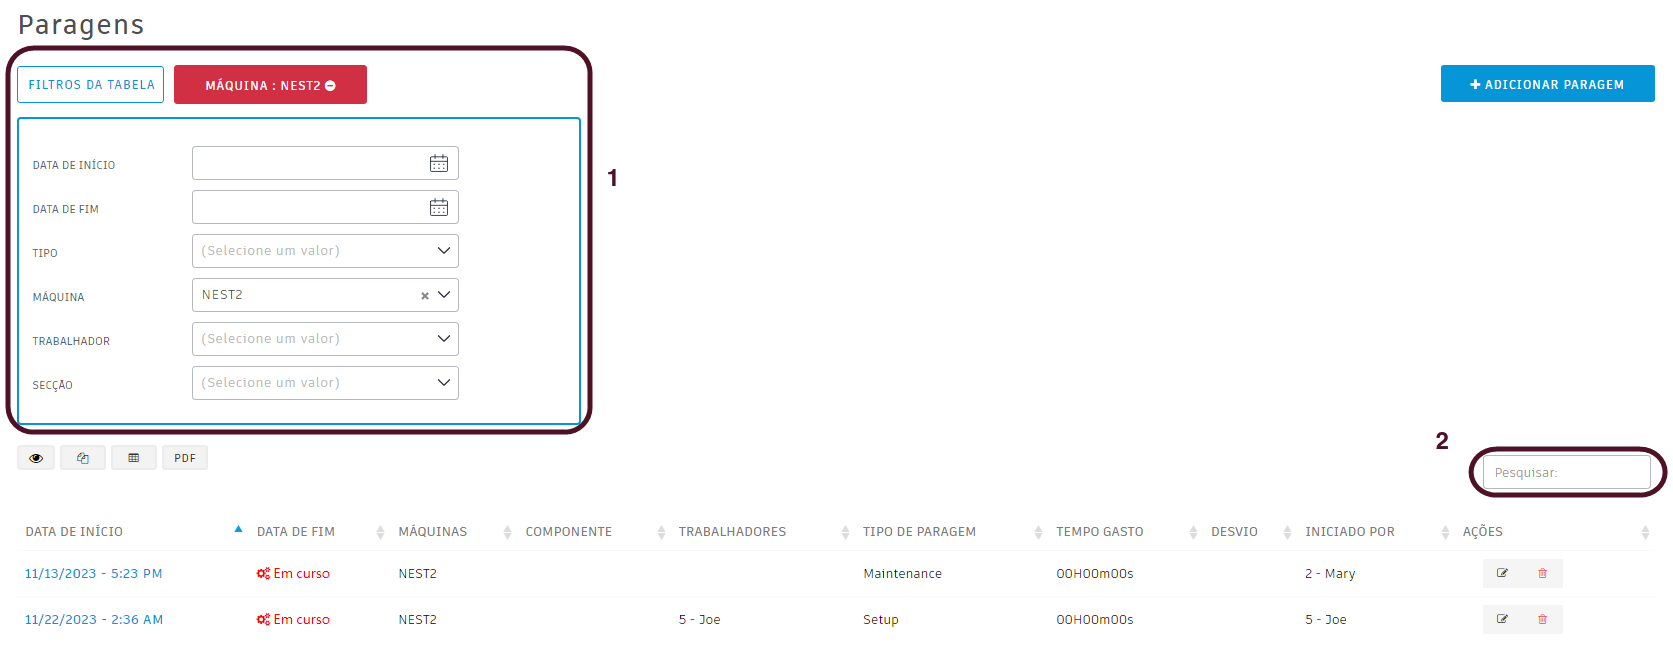 Paragens
FILTROS DA TABELA
MÁQUINA : NEST2
ADICIONAR PARAGEM
DATA DE INÍCIO
DATA DE FIM
TIPO (Selecione um valor)
MÁQUINA NEST2
TRABALHADOR (Selecione um valor)
SECÇÃO (Selecione um valor)
1
PDF
2
Pesquisar:
DATA DE INÍCIO DATA DE FIM MÁQUINAS COMPONENTE TRABALHADORES TIPO DE PARAGEM TEMPO GASTO DESVIO INICIADO POR AÇÕES
11/13/2023 - 5:23 PM Em curso NEST2 Maintenance 00H00m00s 2 - Mary
11/22/2023 - 2:36 AM Em curso NEST2 5 - Joe Setup 00H00m00s 5 - Joe